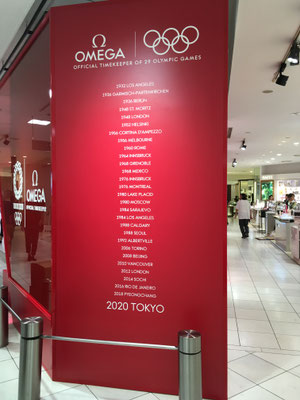 Ω
OMEGA
OFFICIAL TIMEKEEPER OF 29 OLYMPIC GAMES
1932 LOS ANGELES
1936 GARMISCH-PARTENKIRCHEN
1936 BERLIN
1948 ST. MORITZ
1948 LONDON
1952 HELSINKI
1956 CORTINA D'AMPEZZO
1956 MELBOURNE
1960 ROME
1964 INNSBRUCK
1968 GRENOBLE
1968 MEXICO
1976 INNSBRUCK
1976 MONTREAL
1980 LAKE PLACID
1980 MOSCOW
1984 SARAJEVO
1984 LOS ANGELES
1988 CALGARY
1988 SEOUL
1992 ALBERTVILLE
2006 TORINO
2008 BEIJING
2010 VANCOUVER
2012 LONDON
2014 SOCHI
2016 RIO DE JANEIRO
2018 PYEONGCHANG
2020 TOKYO
Ω
OMEGA